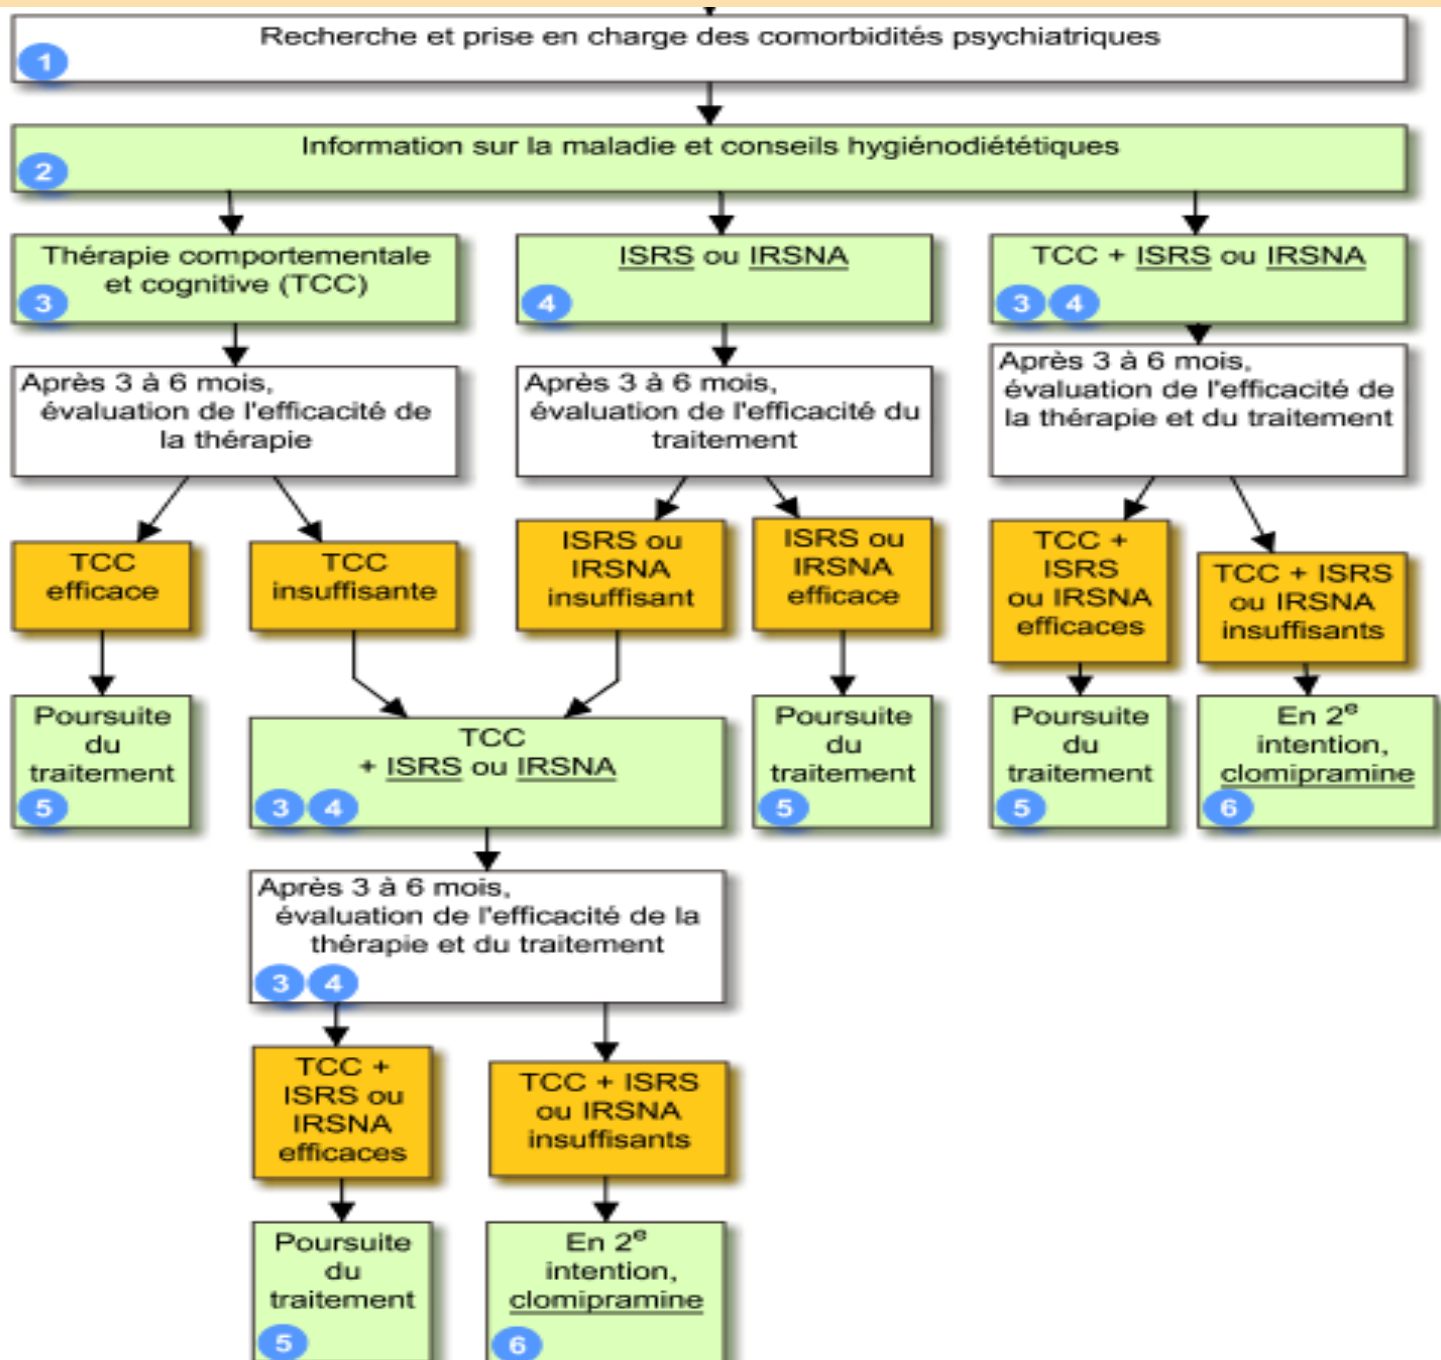 Recherche et prise en charge des comorbidités psychiatriques
1
Information sur la maladie et conseils hygiénodiététiques
2
Thérapie comportementale
et cognitive (TCC)
3
ISRS ou IRSNA
4
TCC + ISRS ou IRSNA
3 4
Après 3 à 6 mois,
évaluation de l'efficacité de
la thérapie
Après 3 à 6 mois,
évaluation de l'efficacité du
traitement
Après 3 à 6 mois,
évaluation de l'efficacité de
la thérapie et du traitement
TCC
efficace
TCC
insuffisante
ISRS ou
IRSNA
insuffisant
ISRS ou
IRSNA
efficace
TCC +
ISRS
ou IRSNA
efficaces
TCC + ISRS
ou IRSNA
insuffisants
Poursuite
du
traitement
5
TCC
+ ISRS ou IRSNA
3 4
Poursuite
du
traitement
5
Poursuite
du
traitement
5
En 2e
intention,
clomipramine
6
Après 3 à 6 mois,
évaluation de l'efficacité de la
thérapie et du traitement
3 4
TCC +
ISRS ou
IRSNA
efficaces
TCC + ISRS
ou IRSNA
insuffisants
Poursuite
du
traitement
5
En 2e
intention,
clomipramine
6